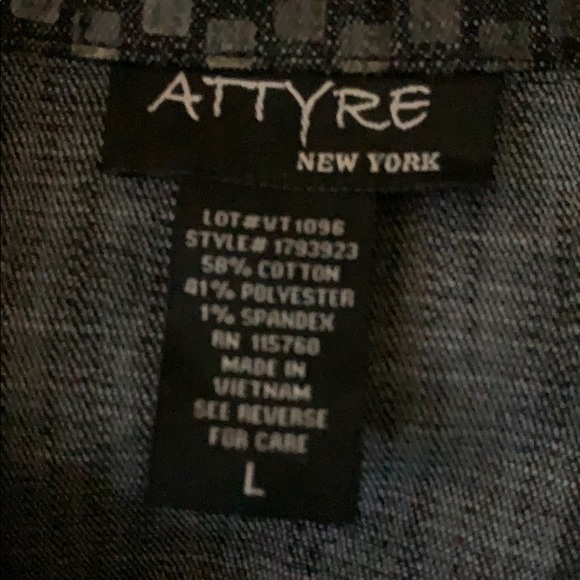 ATTYRE
NEW YORK
LOT#VT1096
STYLE# 1793923
58% COTTON
41% POLYESTER
1% SPANDEX
RN 115760
MADE IN
VIETNAM
SEE REVERSE
FOR CARE
L